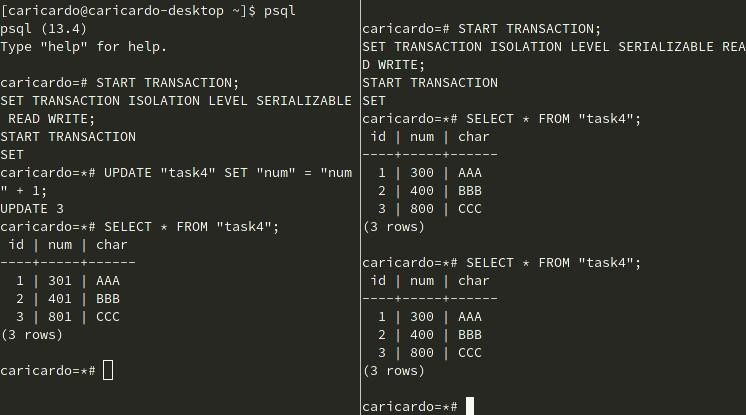 [caricardo@caricardo-desktop ~]$ psql
psql (13.4)
Type "help" for help.

caricardo=# START TRANSACTION;
SET TRANSACTION ISOLATION LEVEL SERIALIZABLE
 READ WRITE;
START TRANSACTION
SET
caricardo=*# UPDATE "task4" SET "num" = "num
" + 1;
UPDATE 3
caricardo=*# SELECT * FROM "task4";
 id | num | char
----+-----+------
  1 | 301 | AAA
  2 | 401 | BBB
  3 | 801 | CCC
(3 rows)

caricardo=*#

caricardo=# START TRANSACTION;
SET TRANSACTION ISOLATION LEVEL SERIALIZABLE REA
D WRITE;
START TRANSACTION
SET
caricardo=*# SELECT * FROM "task4";
 id | num | char
----+-----+------
  1 | 300 | AAA
  2 | 400 | BBB
  3 | 800 | CCC
(3 rows)

caricardo=*# SELECT * FROM "task4";
 id | num | char
----+-----+------
  1 | 300 | AAA
  2 | 400 | BBB
  3 | 800 | CCC
(3 rows)

caricardo=*#